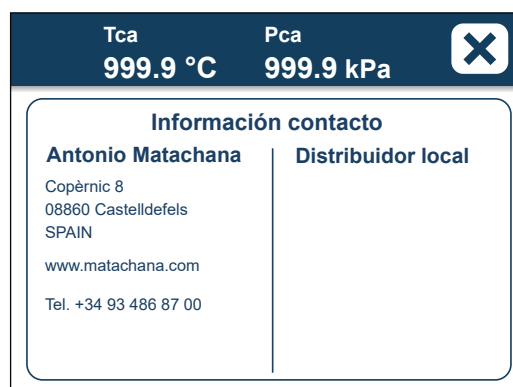 Tca Pca
999.9 °C 999.9 kPa
Información contacto
Antonio Matachana
Copèrnic 8
08860 Castelldefels
SPAIN
www.matachana.com
Tel. +34 93 486 87 00
Distribuidor local